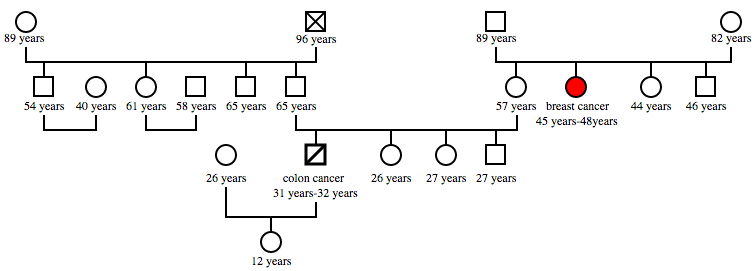 89 years 96 years 89 years 82 years
54 years 40 years 61 years 58 years 65 years 65 years 57 years breast cancer 44 years 46 years
45 years-48years
26 years colon cancer 26 years 27 years 27 years
31 years-32 years
12 years